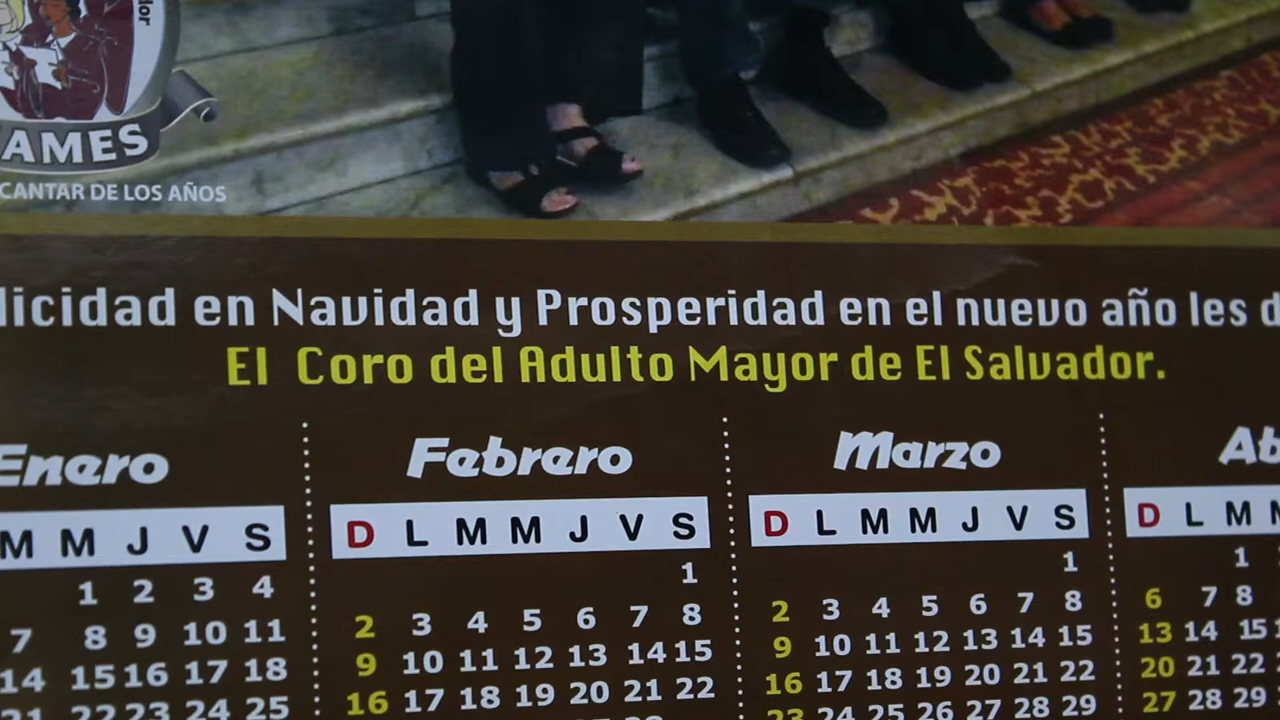 dor
AMES
CANTAR DE LOS AÑOS
licidad en Navidad y Prosperidad en el nuevo año les d
El Coro del Adulto Mayor de El Salvador.
Enero Febrero Marzo Ab
M M J V S D L M M J V S D L M M J V S D L M
1 2 3 4 1 1 1
7 8 9 10 11 2 3 4 5 6 7 8 2 3 4 5 6 7 8 6 7 8
14 15 16 17 18 9 10 11 12 13 14 15 9 10 11 12 13 14 15 13 14 15
21 22 23 24 25 16 17 18 19 20 21 22 16 17 18 19 20 21 22 20 21 22
23 24 25 26 27 28 29 27 28 29